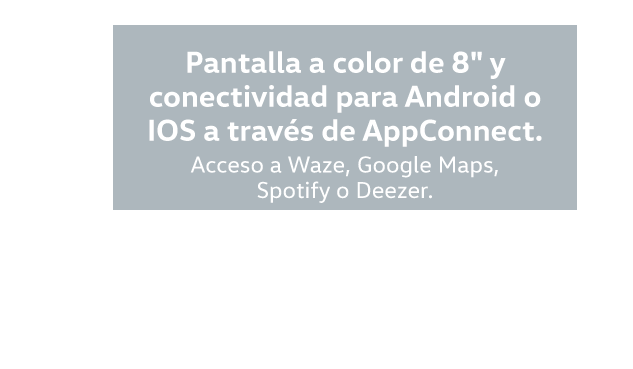 Pantalla a color de 8" y
conectividad para Android o
IOS a través de AppConnect.
Acceso a Waze, Google Maps,
Spotify o Deezer.